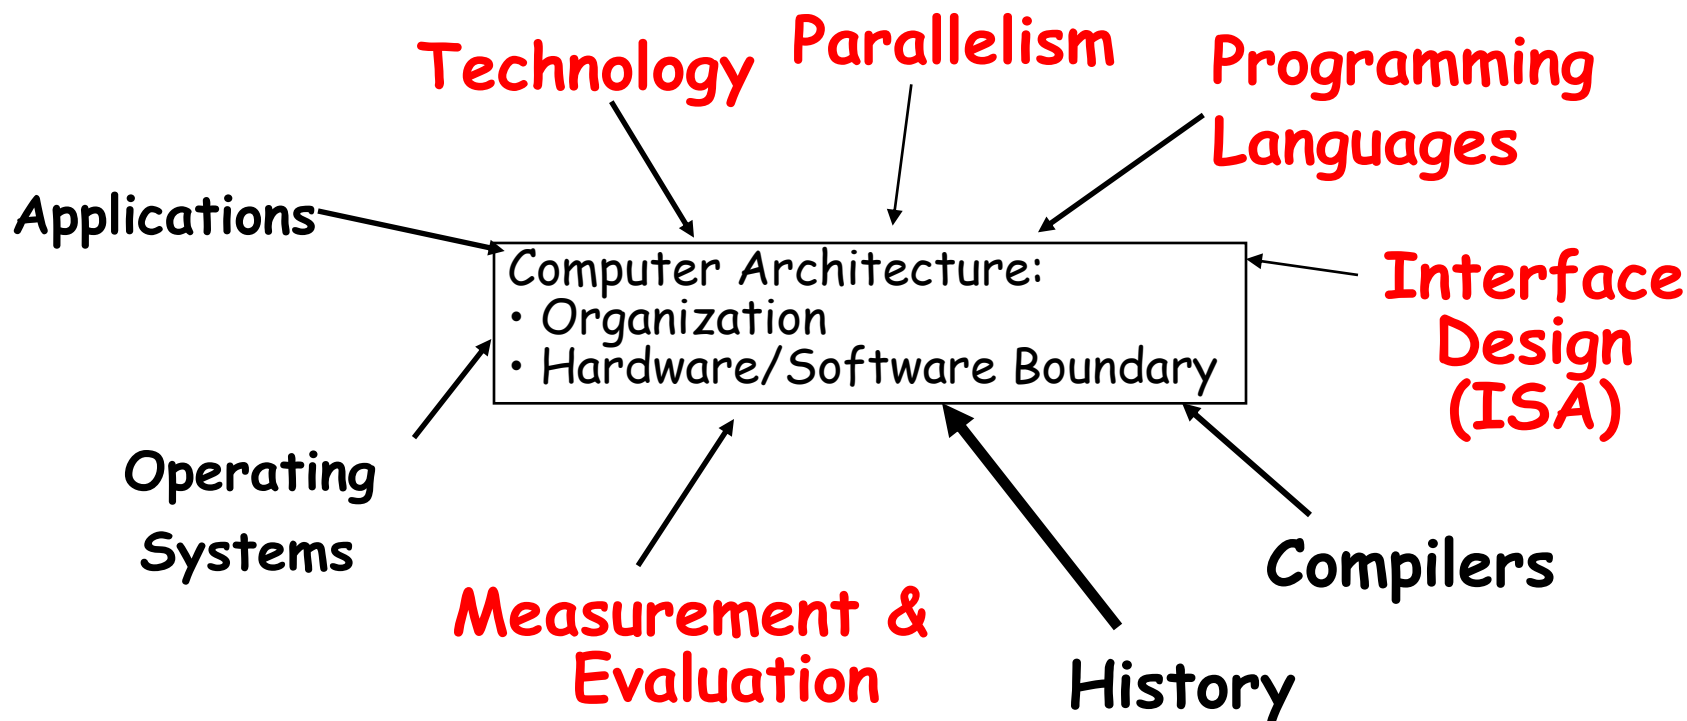 Technology
Parallelism
Programming
Languages
Applications
Computer Architecture:
• Organization
• Hardware/Software Boundary
Interface
Design
(ISA)
Operating
Systems
Compilers
Measurement &
Evaluation
History